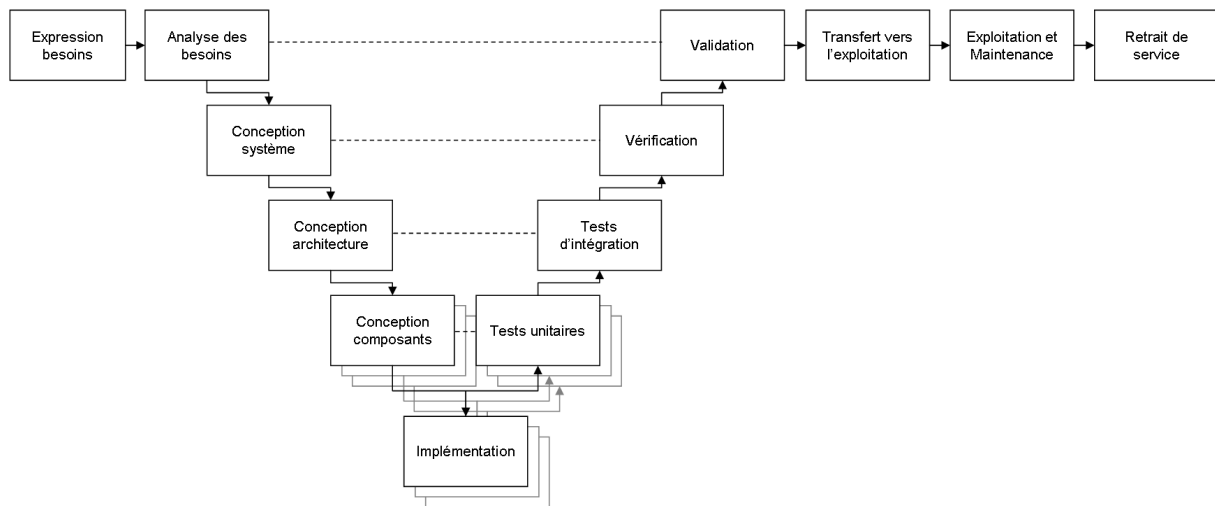 Expression
besoins
Analyse des
besoins
Validation
Transfert vers
l'exploitation
Exploitation et
Maintenance
Retrait de
service
Conception
système
Vérification
Conception
architecture
Tests
d'intégration
Conception
composants
Tests unitaires
Implémentation